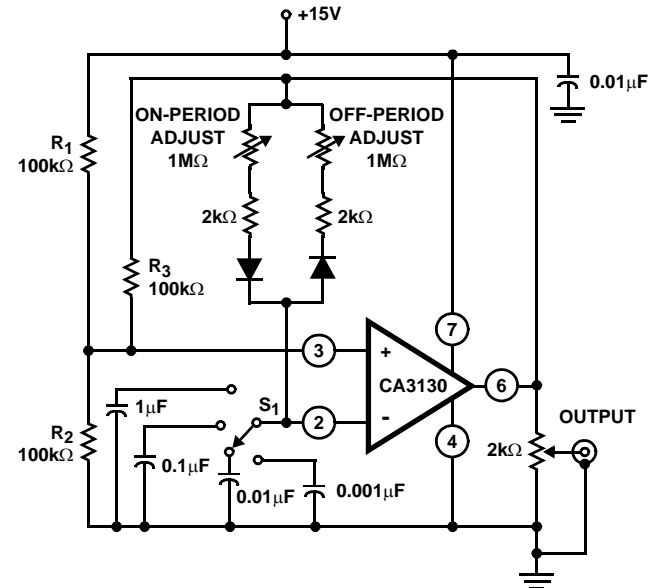 +15V
0.01μF
ON-PERIOD
ADJUST
1MΩ
OFF-PERIOD
ADJUST
1MΩ
R1
100kΩ
2kΩ
2kΩ
R3
100kΩ
7
3
+
CA3130
6
1μF
S1
2
-
4
OUTPUT
R2
100kΩ
0.1μF
0.01μF
0.001μF
2kΩ